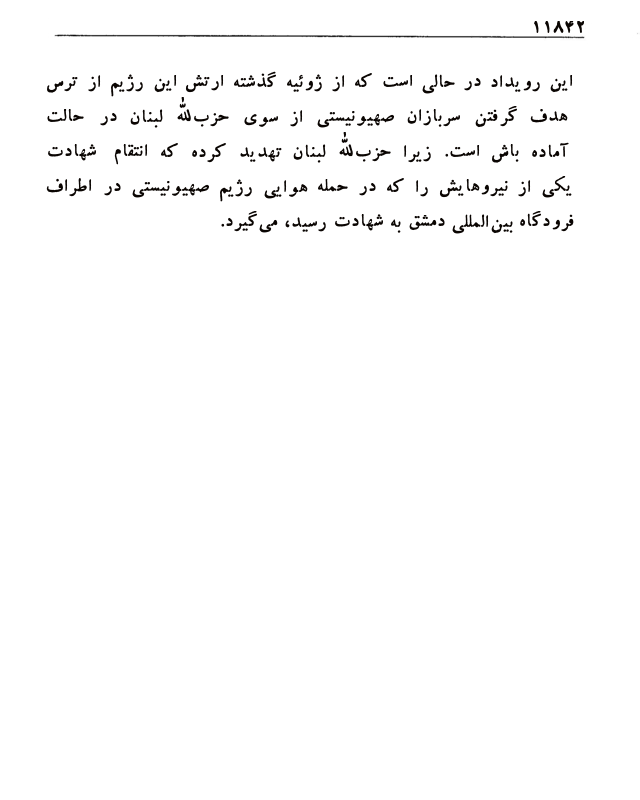 ۱۱۸۴۲
این رویداد در حالی است که از ژوئیه گذشته ارتش این رژیم از ترس
هدف گرفتن سربازان صهیونیستی از سوی حزب‌الله لبنان در حالت
آماده باش است. زیرا حزب‌الله لبنان تهدید کرده که انتقام شهادت
یکی از نیروهایش را که در حمله هوایی رژیم صهیونیستی در اطراف
فرودگاه بین‌المللی دمشق به شهادت رسید، می‌گیرد.